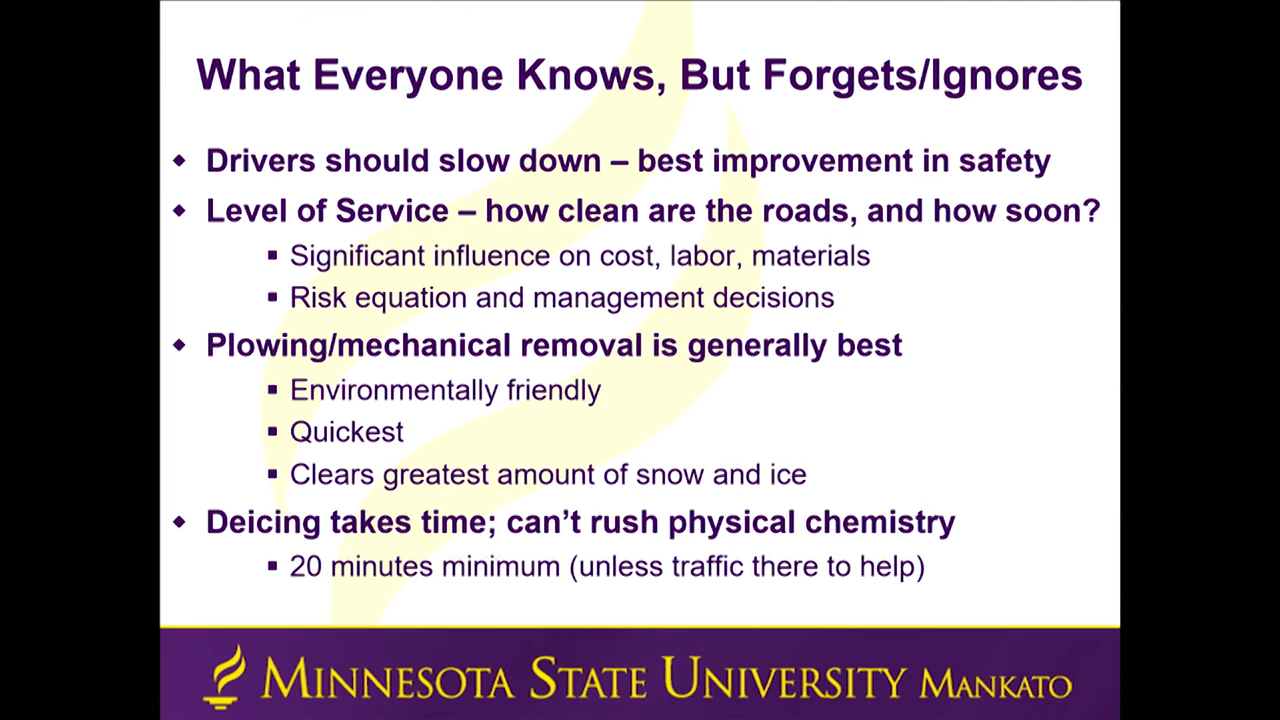 What Everyone Knows, But Forgets/Ignores
Drivers should slow down – best improvement in safety
Level of Service – how clean are the roads, and how soon?
Significant influence on cost, labor, materials
Risk equation and management decisions
Plowing/mechanical removal is generally best
Environmentally friendly
Quickest
Clears greatest amount of snow and ice
Deicing takes time; can’t rush physical chemistry
20 minutes minimum (unless traffic there to help)
MINNESOTA STATE UNIVERSITY MANKATO